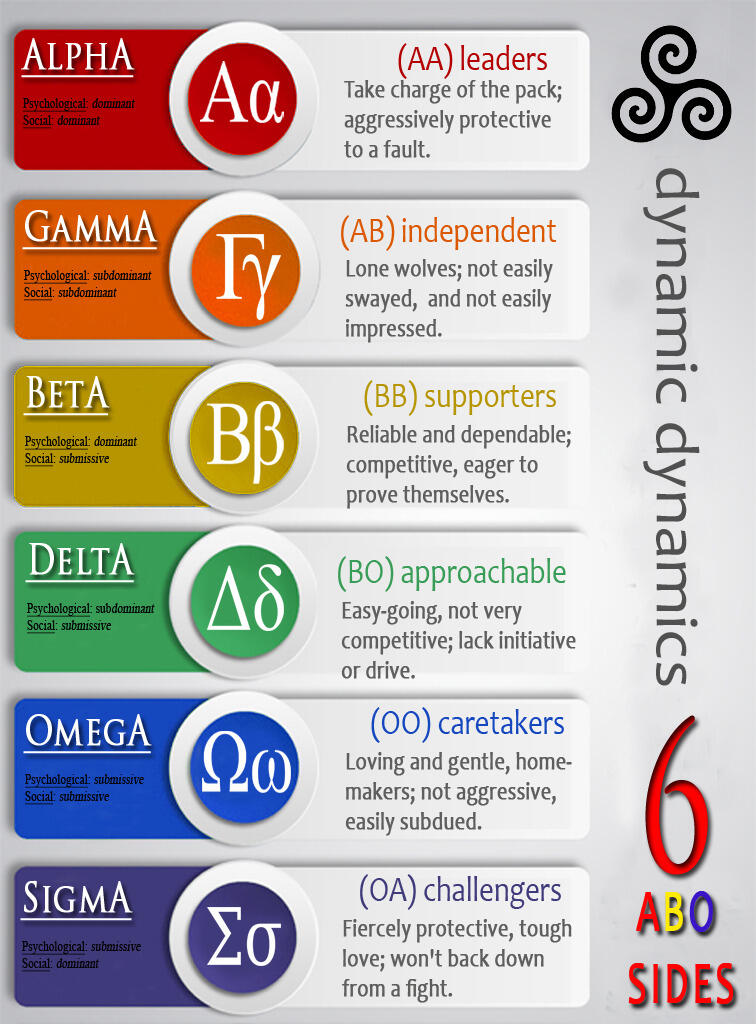 ALPHA
Psychological: dominant
Social: dominant
Αα
(AA) leaders
Take charge of the pack;
aggressively protective
to a fault.
GAMMA
Psychological: subdominant
Social: subdominant
Γγ
(AB) independent
Lone wolves; not easily
swayed, and not easily
impressed.
BETA
Psychological: dominant
Social: submissive
Ββ
(BB) supporters
Reliable and dependable;
competitive, eager to
prove themselves.
DELTA
Psychological: subdominant
Social: submissive
Δδ
(BO) approachable
Easy-going, not very
competitive; lack initiative
or drive.
OMEGA
Psychological: submissive
Social: submissive
Ωω
(OO) caretakers
Loving and gentle, home-
makers; not aggressive,
easily subdued.
SIGMA
Psychological: submissive
Social: dominant
Σσ
(OA) challengers
Fiercely protective, tough
love; won't back down
from a fight.
dynamic dynamics
6
ABO
SIDES